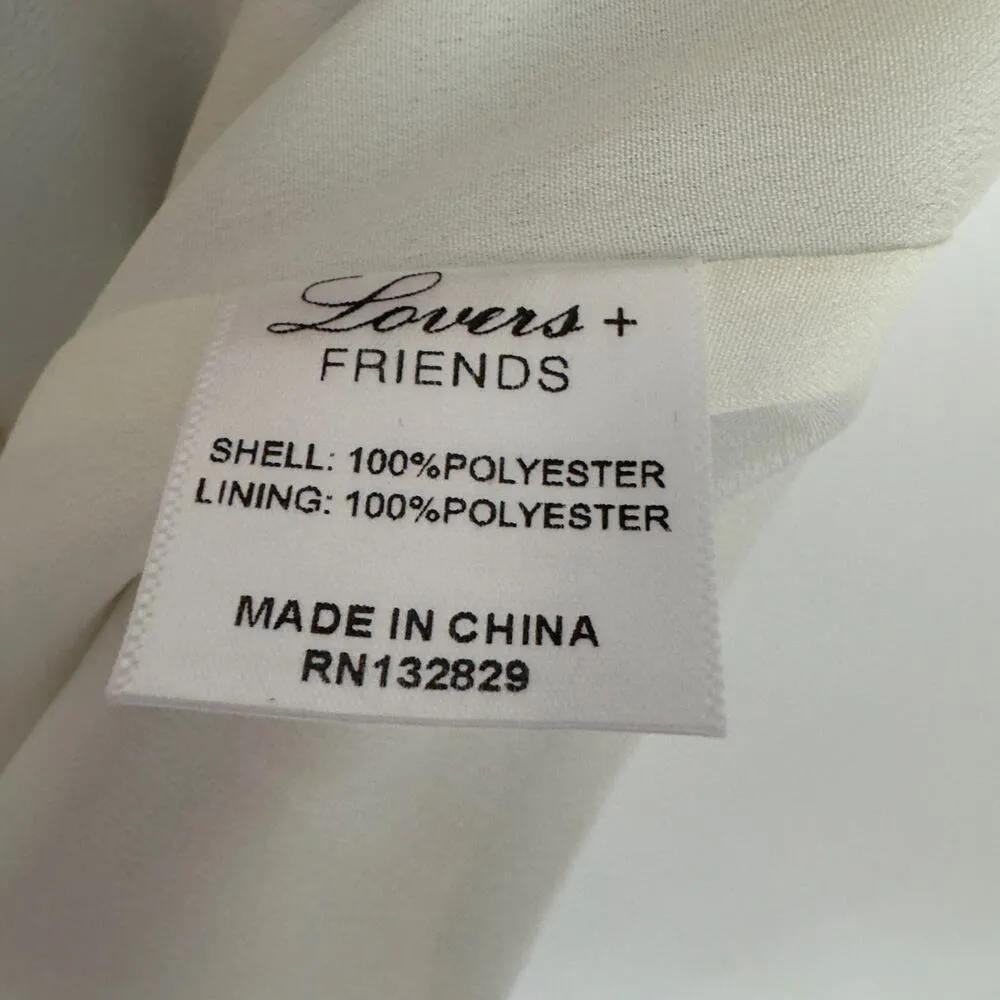 Lovers +
FRIENDS
SHELL: 100%POLYESTER
LINING: 100%POLYESTER
MADE IN CHINA
RN132829